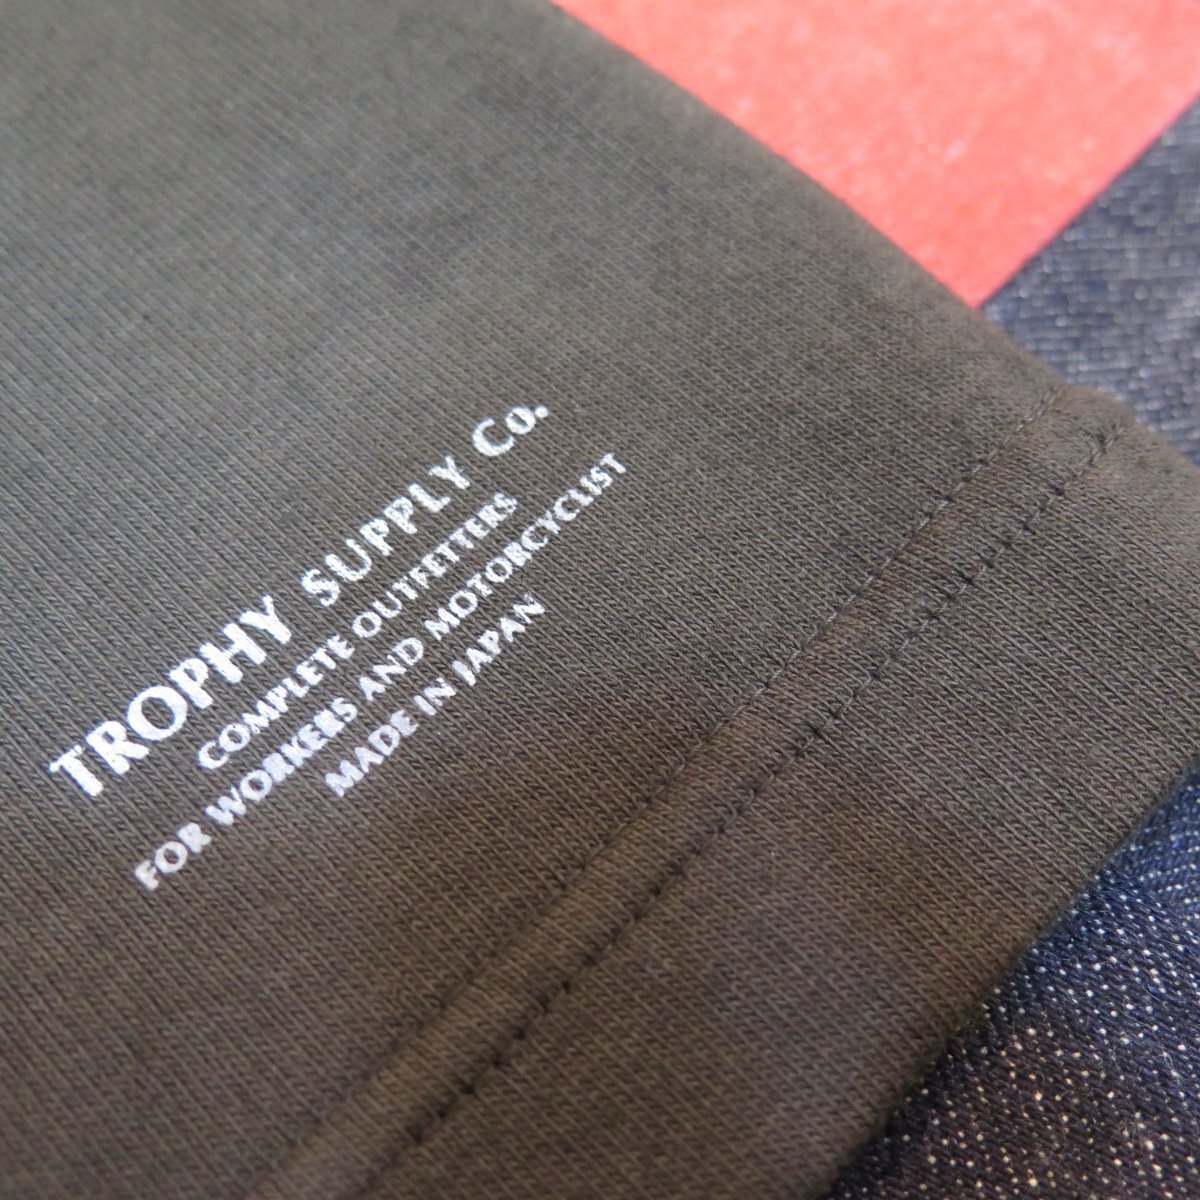 TROPHY SUPPLY Co.
COMPLETE OUTFETTERS
FOR WORKERS AND MOTORCYCLIST
MADE IN JAPAN